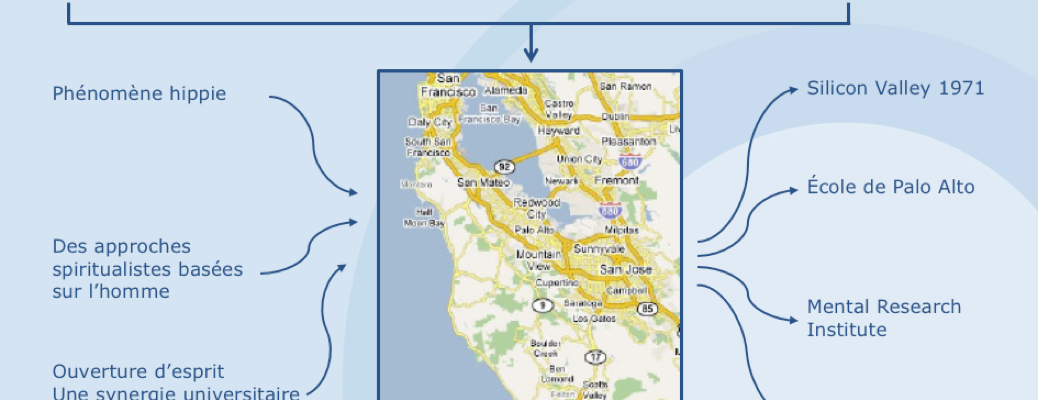 Phénomène hippie
Des approches
spiritualistes basées
sur l’homme
Ouverture d’esprit
Une synergie universitaire
San
Francisco
Alameda
San Ramon
San
Francisco Bay
Castro
Valley
Dublin
Daly City
Hayward
Pleasanton
South San
Francisco
Union City
680
92
Montara
San Mateo
Newark
Fremont
Half
Moon Bay
Redwood
City
880
Palo Alto
Milpitas
Mountain
View
Sunnyvale
San Jose
Cupertino
Campbell
9
Saratoga
85
Los Gatos
Boulder
Creek
17
Ben
Lomond
Scotts
Valley
Felton
Silicon Valley 1971
École de Palo Alto
Mental Research
Institute